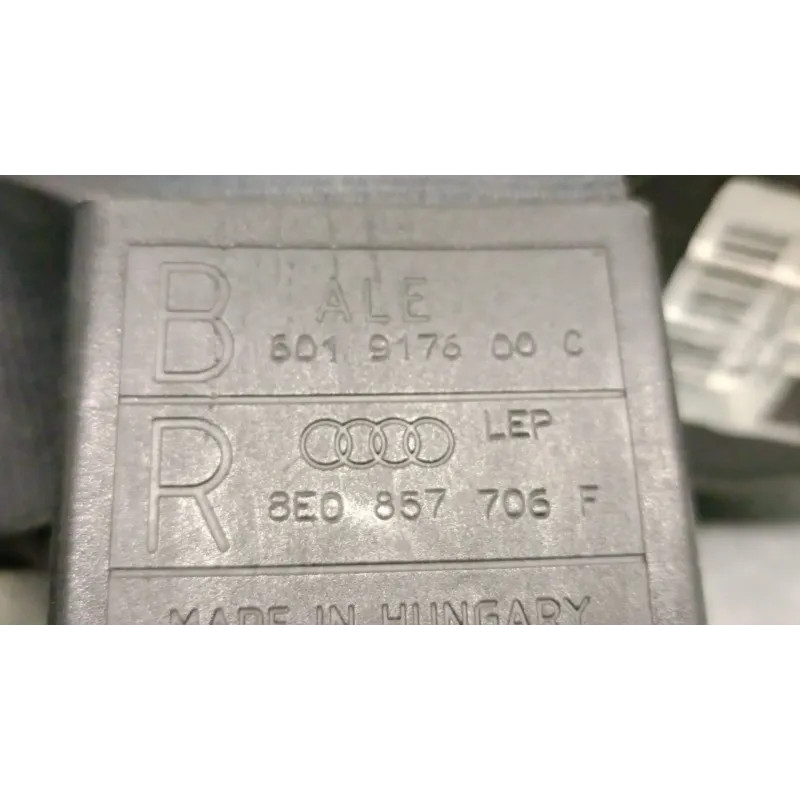 B ALE
601 9176 00 C
R LEP
8E0 857 706 F
MADE IN HUNGARY